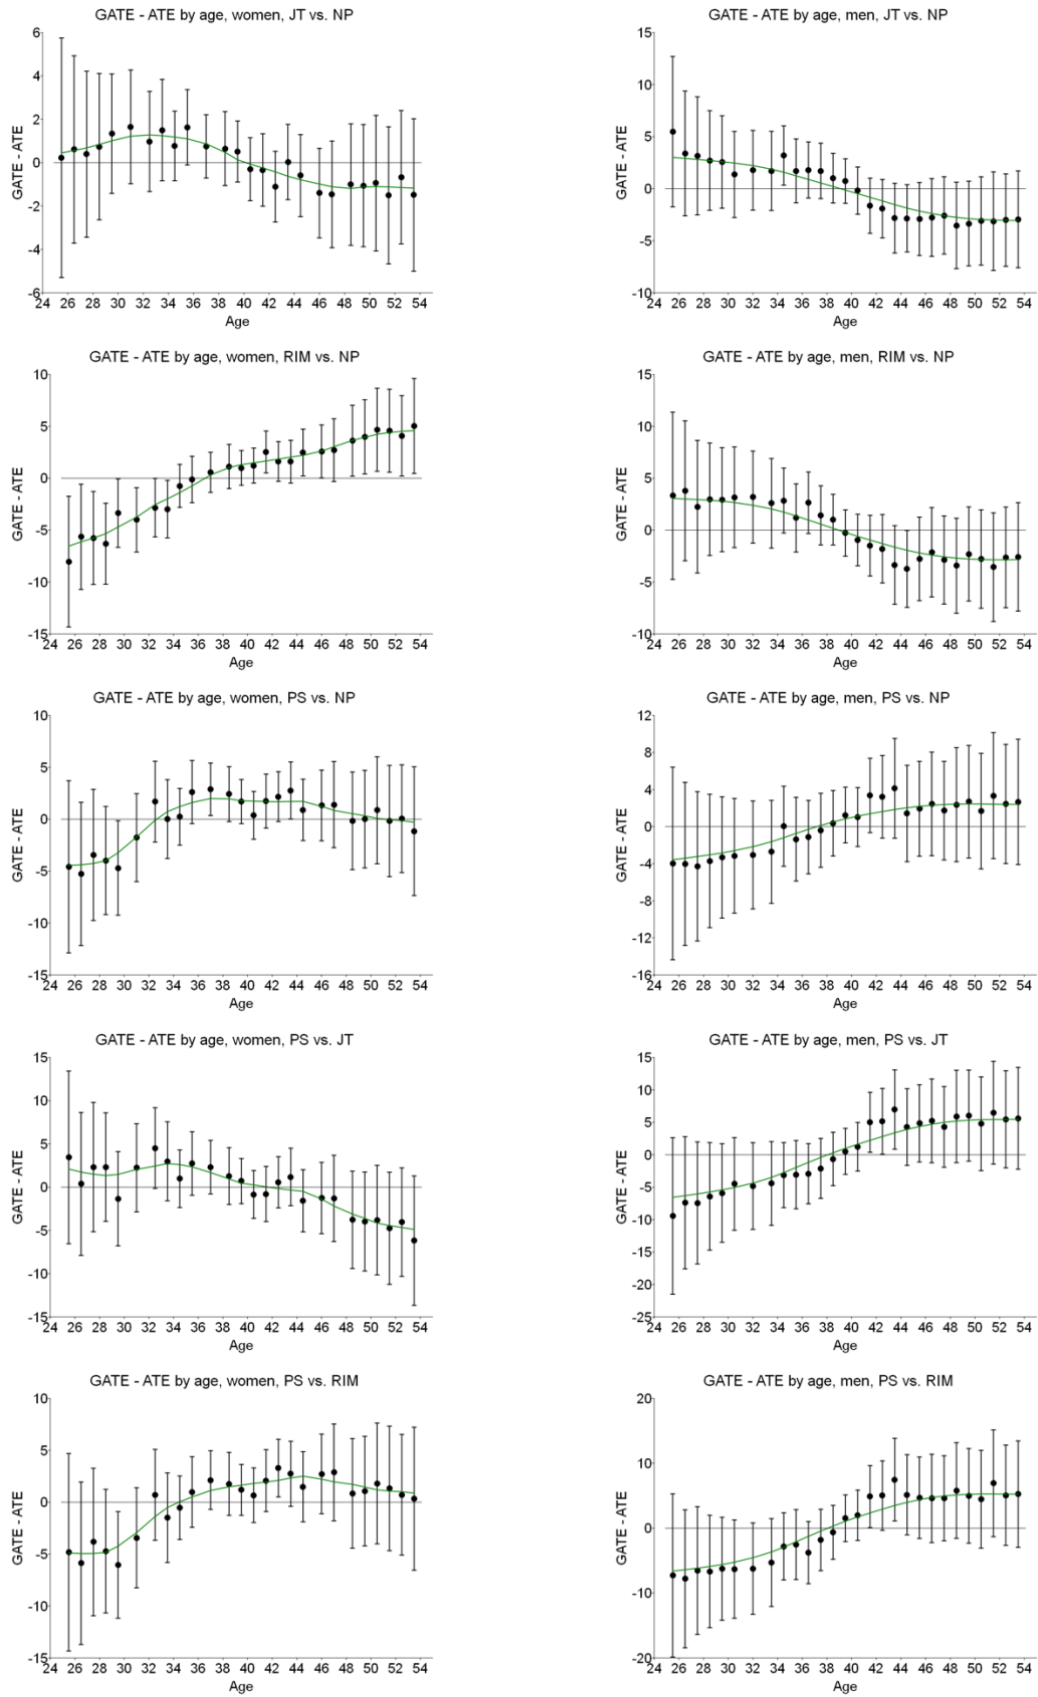 GATE - ATE by age, women, JT vs. NP
6
4
2
0
-2
-4
-6
GATE - ATE
24 26 28 30 32 34 36 38 40 42 44 46 48 50 52 54
Age
GATE - ATE by age, men, JT vs. NP
15
10
5
0
-5
-10
GATE - ATE
24 26 28 30 32 34 36 38 40 42 44 46 48 50 52 54
Age
GATE - ATE by age, women, RIM vs. NP
10
5
0
-5
-10
-15
GATE - ATE
24 26 28 30 32 34 36 38 40 42 44 46 48 50 52 54
Age
GATE - ATE by age, men, RIM vs. NP
15
10
5
0
-5
-10
GATE - ATE
24 26 28 30 32 34 36 38 40 42 44 46 48 50 52 54
Age
GATE - ATE by age, women, PS vs. NP
10
5
0
-5
-10
-15
GATE - ATE
24 26 28 30 32 34 36 38 40 42 44 46 48 50 52 54
Age
GATE - ATE by age, men, PS vs. NP
12
8
4
0
-4
-8
-12
-16
GATE - ATE
24 26 28 30 32 34 36 38 40 42 44 46 48 50 52 54
Age
GATE - ATE by age, women, PS vs. JT
15
10
5
0
-5
-10
-15
GATE - ATE
24 26 28 30 32 34 36 38 40 42 44 46 48 50 52 54
Age
GATE - ATE by age, men, PS vs. JT
15
10
5
0
-5
-10
-15
-20
-25
GATE - ATE
24 26 28 30 32 34 36 38 40 42 44 46 48 50 52 54
Age
GATE - ATE by age, women, PS vs. RIM
10
5
0
-5
-10
-15
GATE - ATE
24 26 28 30 32 34 36 38 40 42 44 46 48 50 52 54
Age
GATE - ATE by age, men, PS vs. RIM
20
10
0
-10
-20
GATE - ATE
24 26 28 30 32 34 36 38 40 42 44 46 48 50 52 54
Age